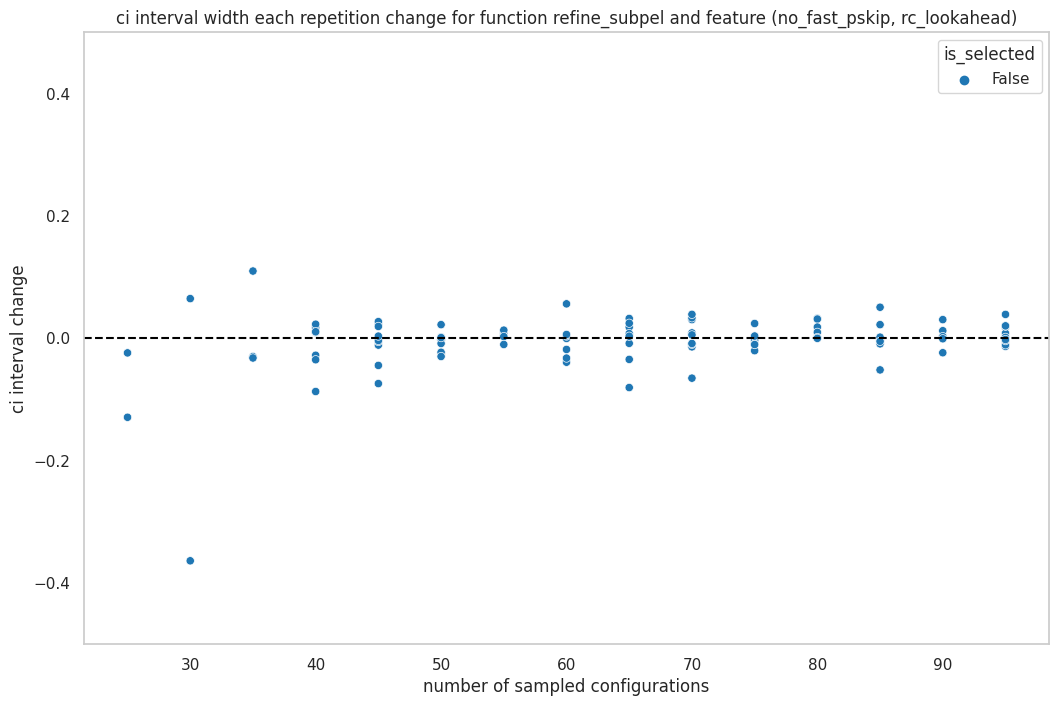 ci interval width each repetition change for function refine_subpel and feature (no_fast_pskip, rc_lookahead)
is_selected
False
ci interval change
0.4
0.2
0.0
−0.2
−0.4
30 40 50 60 70 80 90
number of sampled configurations